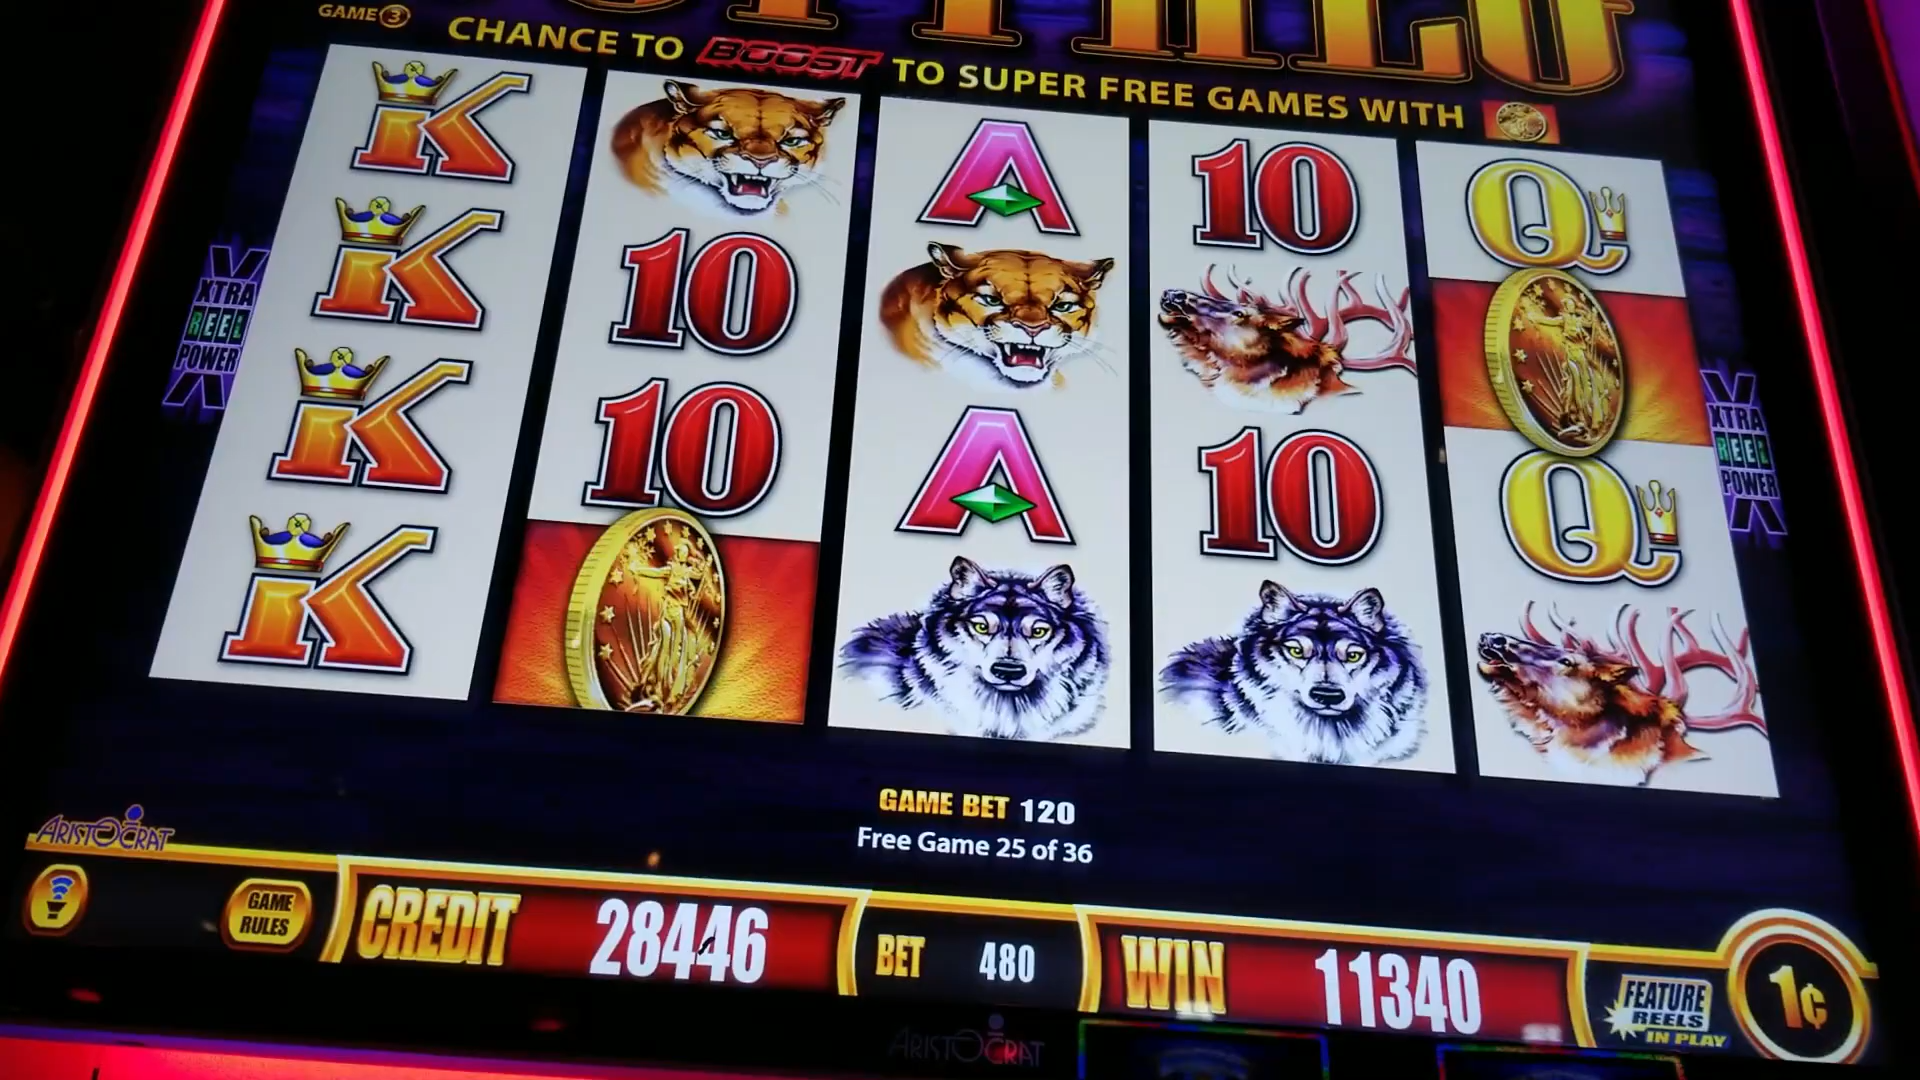 GAME 3
CHANCE TO BOOST TO SUPER FREE GAMES WITH
K A 10 Q
K 10
K 10 A 10 Q
K
XTRA
REEL
POWER
XTRA
REEL
POWER
GAME BET 120
Free Game 25 of 36
ARISTOCRAT
GAME
RULES
CREDIT 28446 BET 480 WIN 11340
FEATURE
REELS
IN PLAY
1¢
ARISTOCRAT